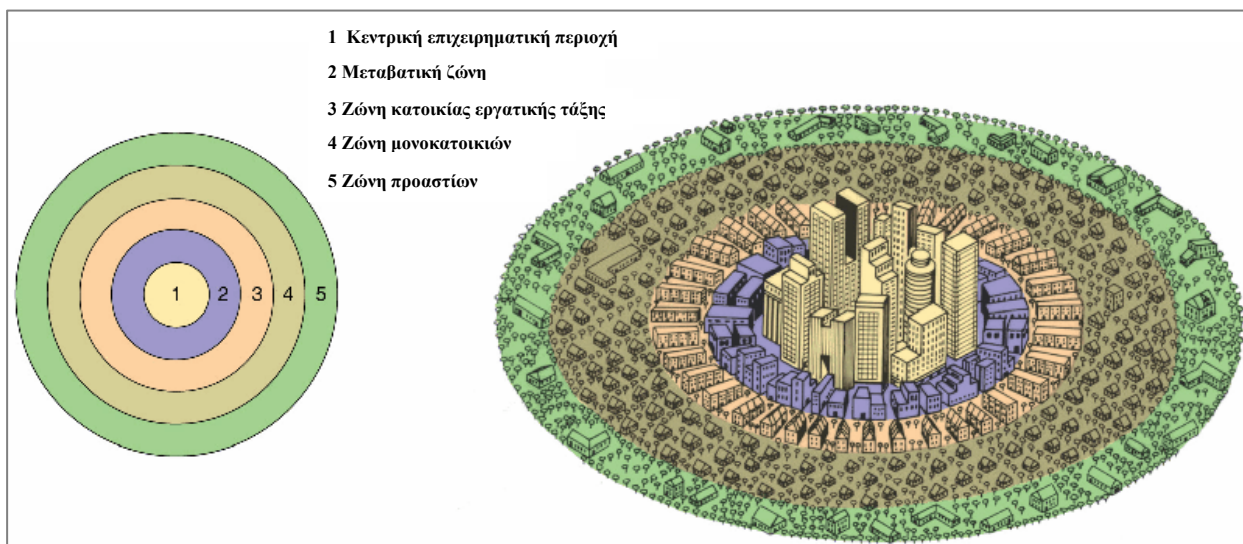 1 Κεντρική επιχειρηματική περιοχή
2 Μεταβατική ζώνη
3 Ζώνη κατοικίας εργατικής τάξης
4 Ζώνη μονοκατοικιών
5 Ζώνη προαστίων
1 2 3 4 5